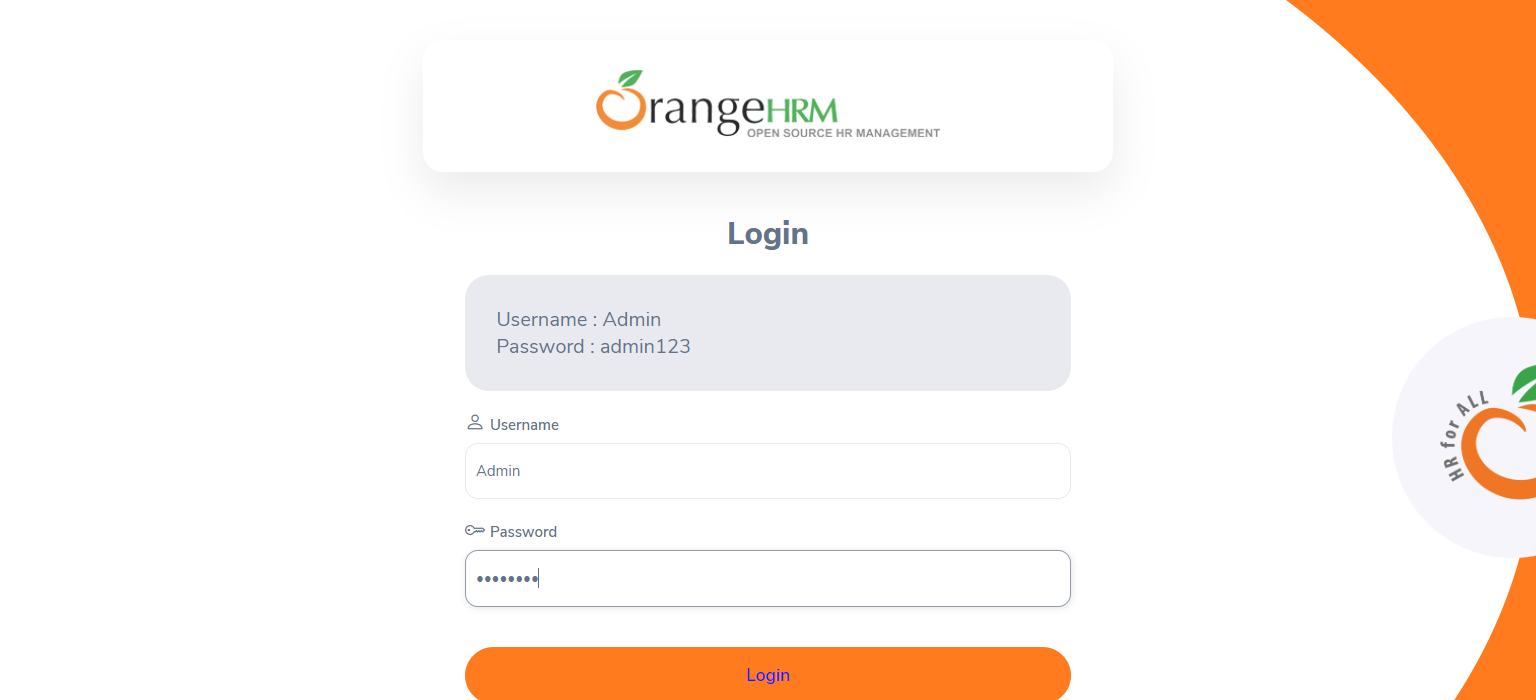 OrangeHRM
OPEN SOURCE HR MANAGEMENT
Login
Username : Admin
Password : admin123
Username
Admin
Password
••••••••
Login
HR for ALL